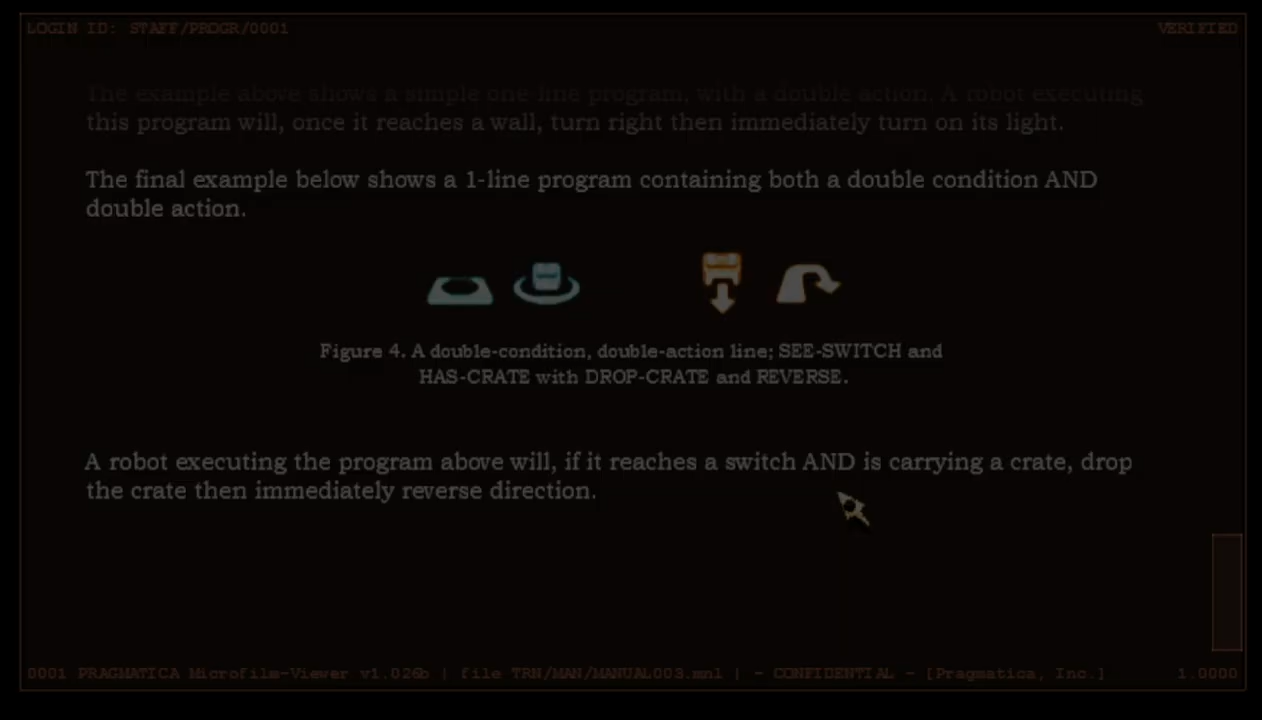 LOGIN ID: STAFF/PROGR/0001 VERIFIED
The example above shows a simple one-line program, with a double action. A robot executing
this program will, once it reaches a wall, turn right then immediately turn on its light.
The final example below shows a 1-line program containing both a double condition AND
double action.
Figure 4. A double-condition, double-action line; SEE-SWITCH and
HAS-CRATE with DROP-CRATE and REVERSE.
A robot executing the program above will, if it reaches a switch AND is carrying a crate, drop
the crate then immediately reverse direction.
0001 PRAGMATICA Microfilm-Viewer v1.026b | file TRN/MAN/MANUAL003.mnl | - CONFIDENTIAL - [Pragmatica, Inc.] 1.0000